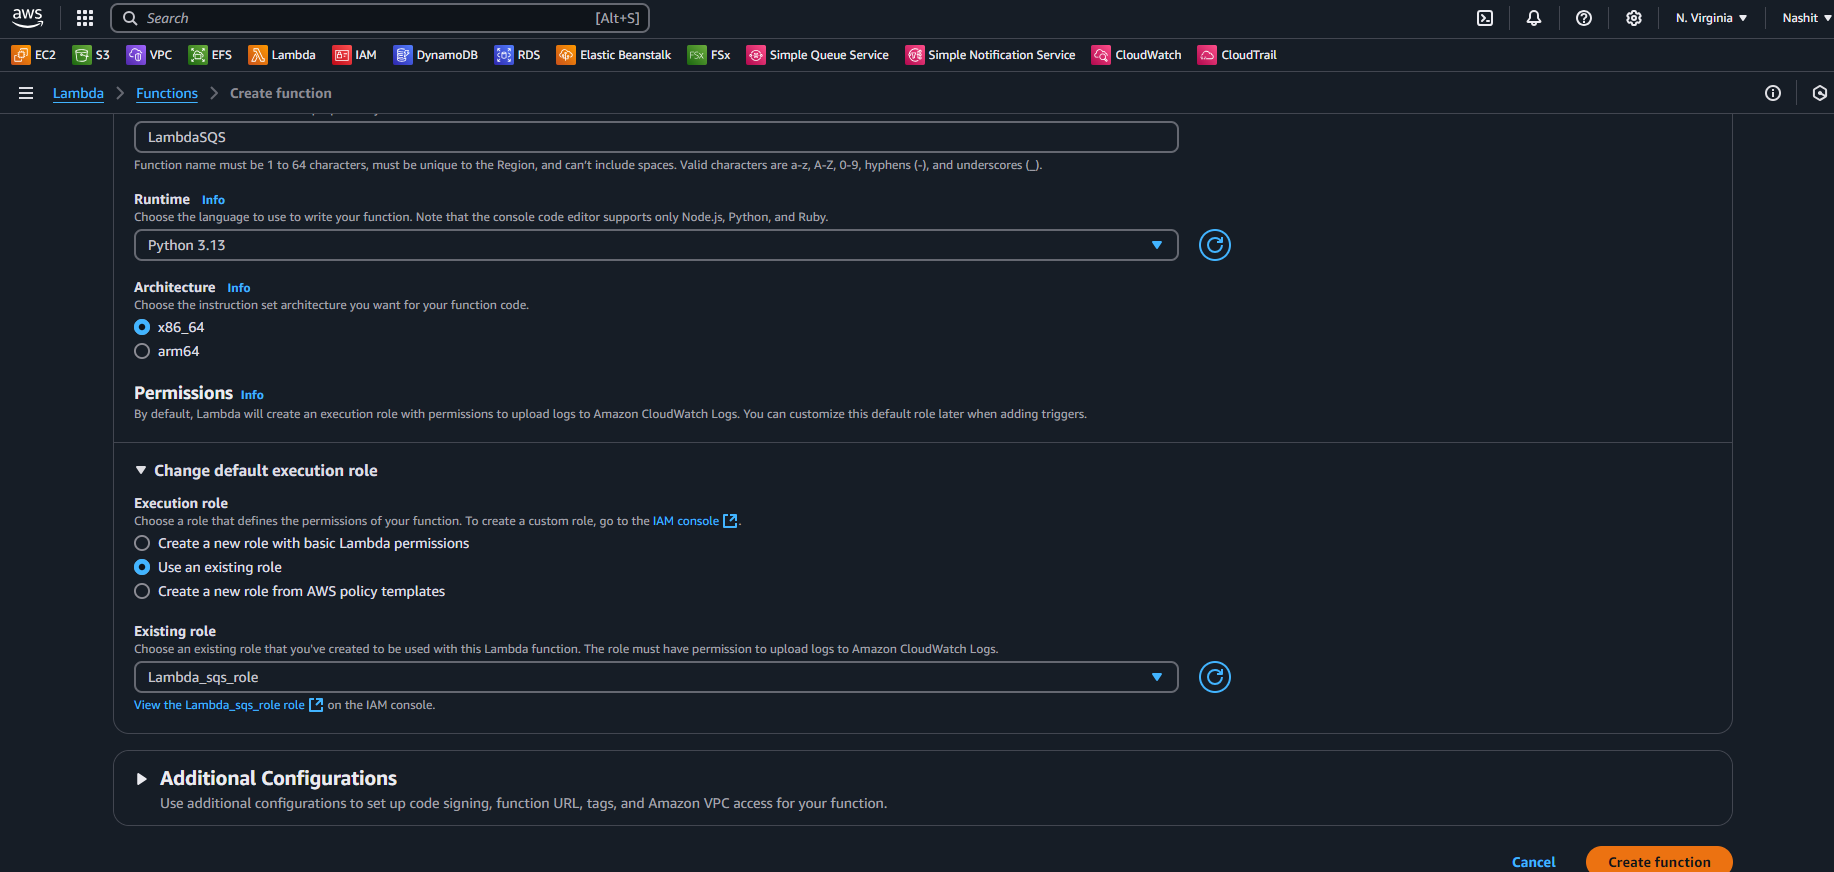 aws
Search [Alt+S]
N. Virginia
Nashit
EC2 S3 VPC EFS Lambda IAM DynamoDB RDS Elastic Beanstalk FSx FSx Simple Queue Service Simple Notification Service CloudWatch CloudTrail
Lambda > Functions > Create function
LambdaSQS
Function name must be 1 to 64 characters, must be unique to the Region, and can't include spaces. Valid characters are a-z, A-Z, 0-9, hyphens (-), and underscores (_).
Runtime Info
Choose the language to use to write your function. Note that the console code editor supports only Node.js, Python, and Ruby.
Python 3.13
Architecture Info
Choose the instruction set architecture you want for your function code.
x86_64
arm64
Permissions Info
By default, Lambda will create an execution role with permissions to upload logs to Amazon CloudWatch Logs. You can customize this default role later when adding triggers.
Change default execution role
Execution role
Choose a role that defines the permissions of your function. To create a custom role, go to the IAM console.
Create a new role with basic Lambda permissions
Use an existing role
Create a new role from AWS policy templates
Existing role
Choose an existing role that you've created to be used with this Lambda function. The role must have permission to upload logs to Amazon CloudWatch Logs.
Lambda_sqs_role
View the Lambda_sqs_role role on the IAM console.
Additional Configurations
Use additional configurations to set up code signing, function URL, tags, and Amazon VPC access for your function.
Cancel
Create function